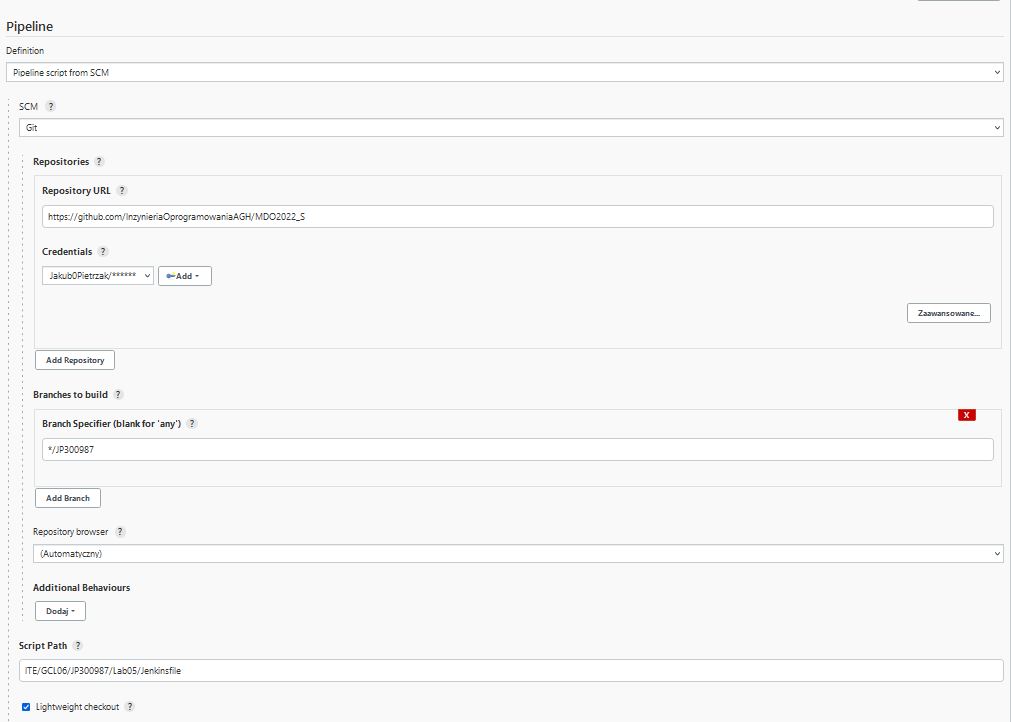 Pipeline
Definition
Pipeline script from SCM
SCM ?
Git
Repositories ?
Repository URL ?
https://github.com/InzynieriaOprogramowaniaAGH/MDO2022_S
Credentials ?
Jakub0Pietrzak/******
Add
Zaawansowane...
Add Repository
Branches to build ?
X
Branch Specifier (blank for 'any') ?
*/JP300987
Add Branch
Repository browser ?
(Automatyczny)
Additional Behaviours
Dodaj
Script Path ?
ITE/GCL06/JP300987/Lab05/Jenkinsfile
Lightweight checkout ?